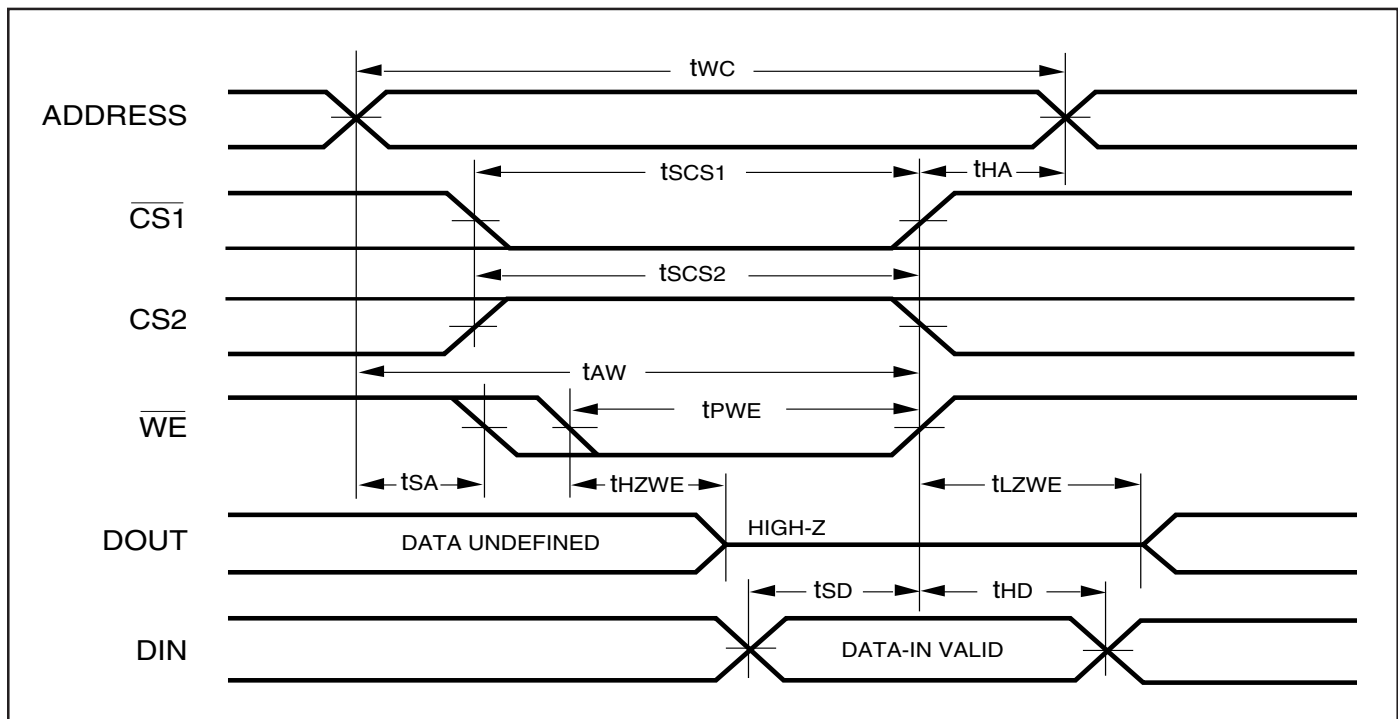 tWC
ADDRESS
tSCS1
tHA
CS1
tSCS2
CS2
tAW
tPWE
WE
tSA
tHZWE
tLZWE
DOUT
DATA UNDEFINED
HIGH-Z
tSD
tHD
DIN
DATA-IN VALID